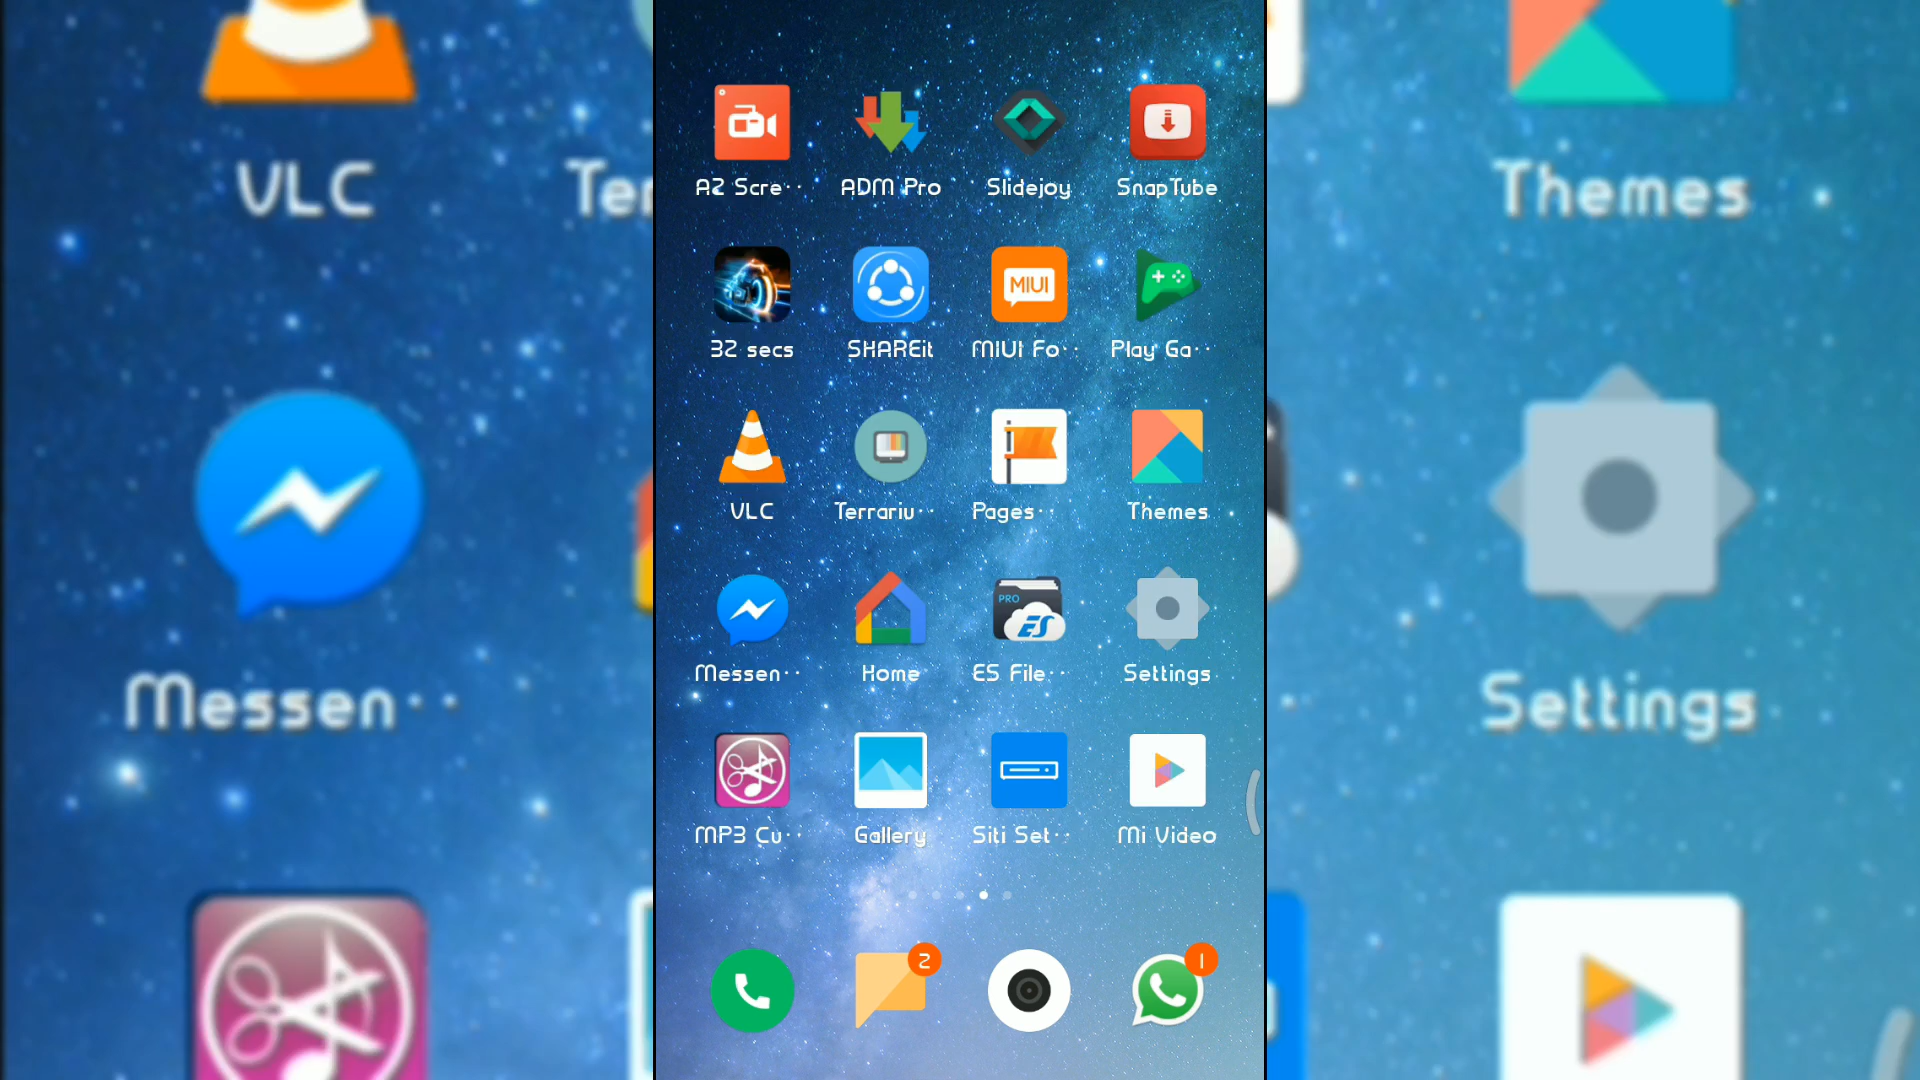 AZ Scre··
ADM Pro
Slidejoy
SnapTube
32 secs
SHAREit
MIUI
MIUI Fo··
Play Ga··
VLC
Terrariu··
Pages··
Themes
Messen··
Home
PRO
ES
ES File··
Settings
MP3 Cu··
Gallery
Siti Set··
Mi Video
2
1
VLC
Ter
Messen··
Themes
Settings